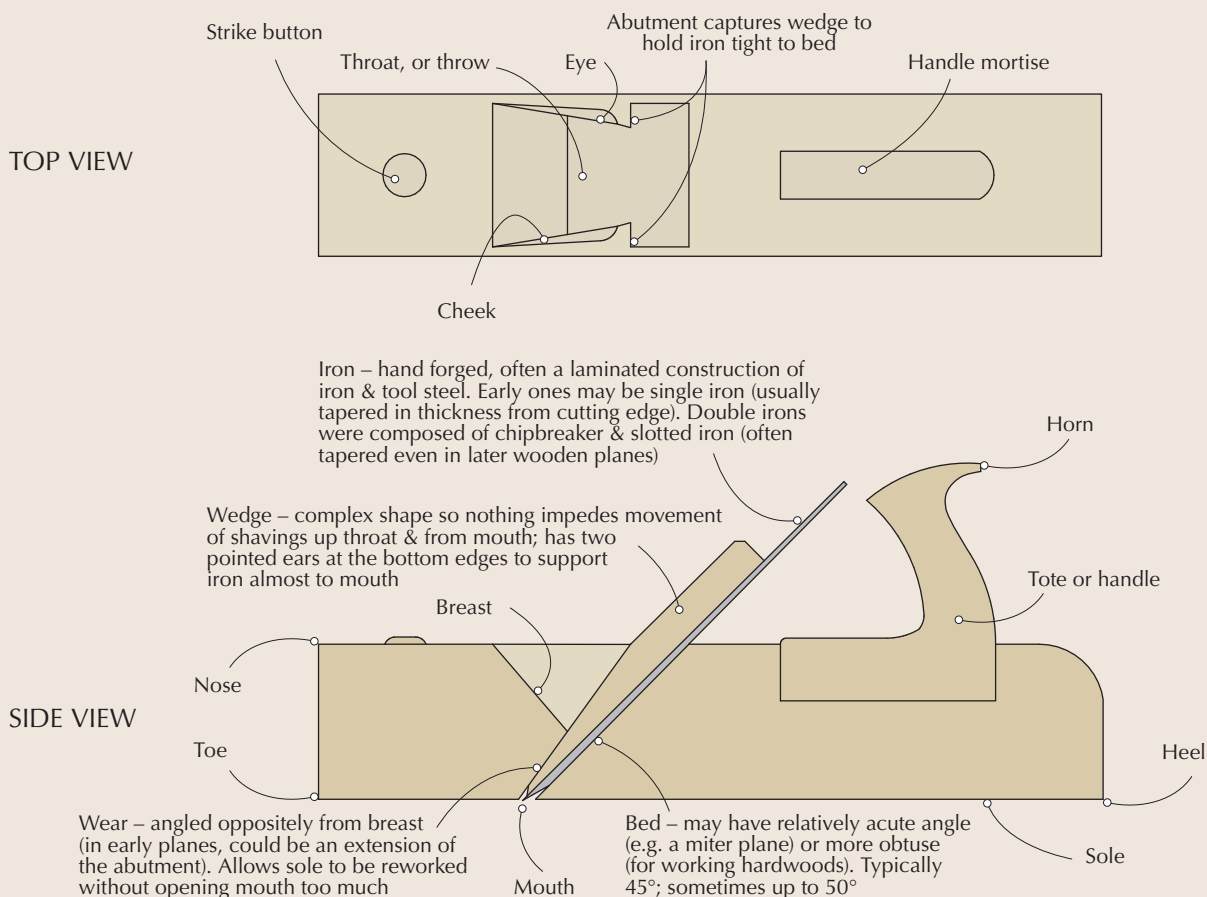 Strike button
Throat, or throw
Eye
Abutment captures wedge to
hold iron tight to bed
Handle mortise
TOP VIEW
Cheek
Iron – hand forged, often a laminated construction of
iron & tool steel. Early ones may be single iron (usually
tapered in thickness from cutting edge). Double irons
were composed of chipbreaker & slotted iron (often
tapered even in later wooden planes)
Horn
Wedge – complex shape so nothing impedes movement
of shavings up throat & from mouth; has two
pointed ears at the bottom edges to support
iron almost to mouth
Tote or handle
Breast
Nose
SIDE VIEW
Toe
Heel
Wear – angled oppositely from breast
(in early planes, could be an extension of
the abutment). Allows sole to be reworked
without opening mouth too much
Mouth
Bed – may have relatively acute angle
(e.g. a miter plane) or more obtuse
(for working hardwoods). Typically
45°; sometimes up to 50°
Sole